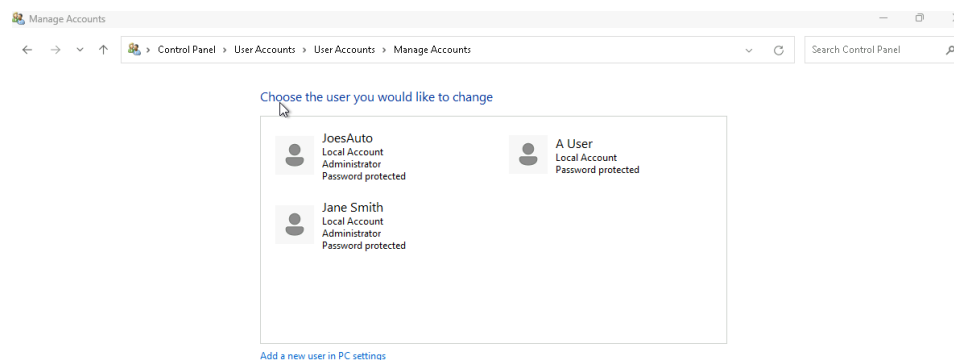 Manage Accounts
Control Panel > User Accounts > User Accounts > Manage Accounts
Search Control Panel
Choose the user you would like to change
JoesAuto
Local Account
Administrator
Password protected
A User
Local Account
Password protected
Jane Smith
Local Account
Administrator
Password protected
Add a new user in PC settings